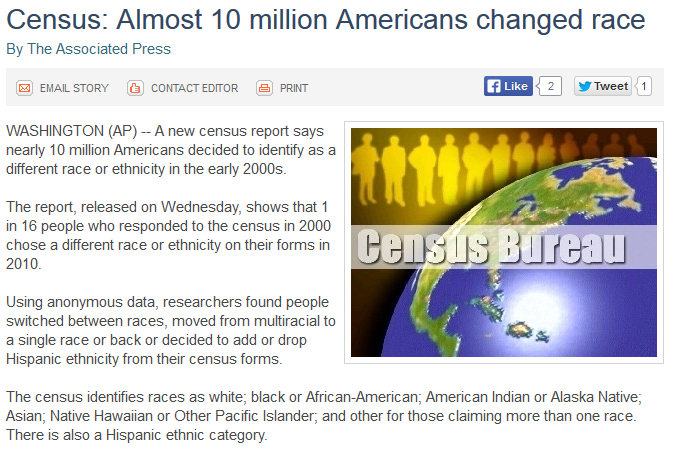 Census: Almost 10 million Americans changed race
By The Associated Press
EMAIL STORY CONTACT EDITOR PRINT Like 2 Tweet 1
WASHINGTON (AP) -- A new census report says
nearly 10 million Americans decided to identify as a
different race or ethnicity in the early 2000s.
The report, released on Wednesday, shows that 1
in 16 people who responded to the census in 2000
chose a different race or ethnicity on their forms in
2010.
Using anonymous data, researchers found people
switched between races, moved from multiracial to
a single race or back or decided to add or drop
Hispanic ethnicity from their census forms.
Census Bureau
The census identifies races as white; black or African-American; American Indian or Alaska Native;
Asian; Native Hawaiian or Other Pacific Islander; and other for those claiming more than one race.
There is also a Hispanic ethnic category.